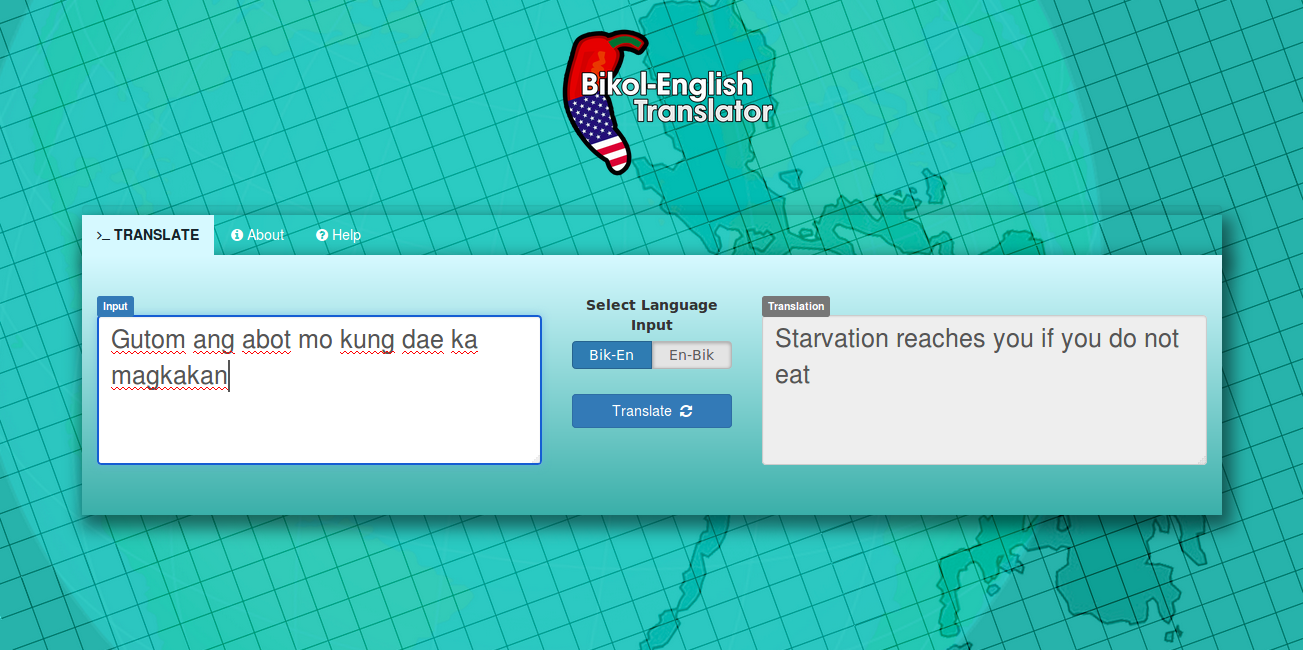 Bikol-English
Translator
>_ TRANSLATE
About
Help
Input
Gutom ang abot mo kung dae ka
magkakan
Select Language
Input
Bik-En
En-Bik
Translate
Translation
Starvation reaches you if you do not
eat